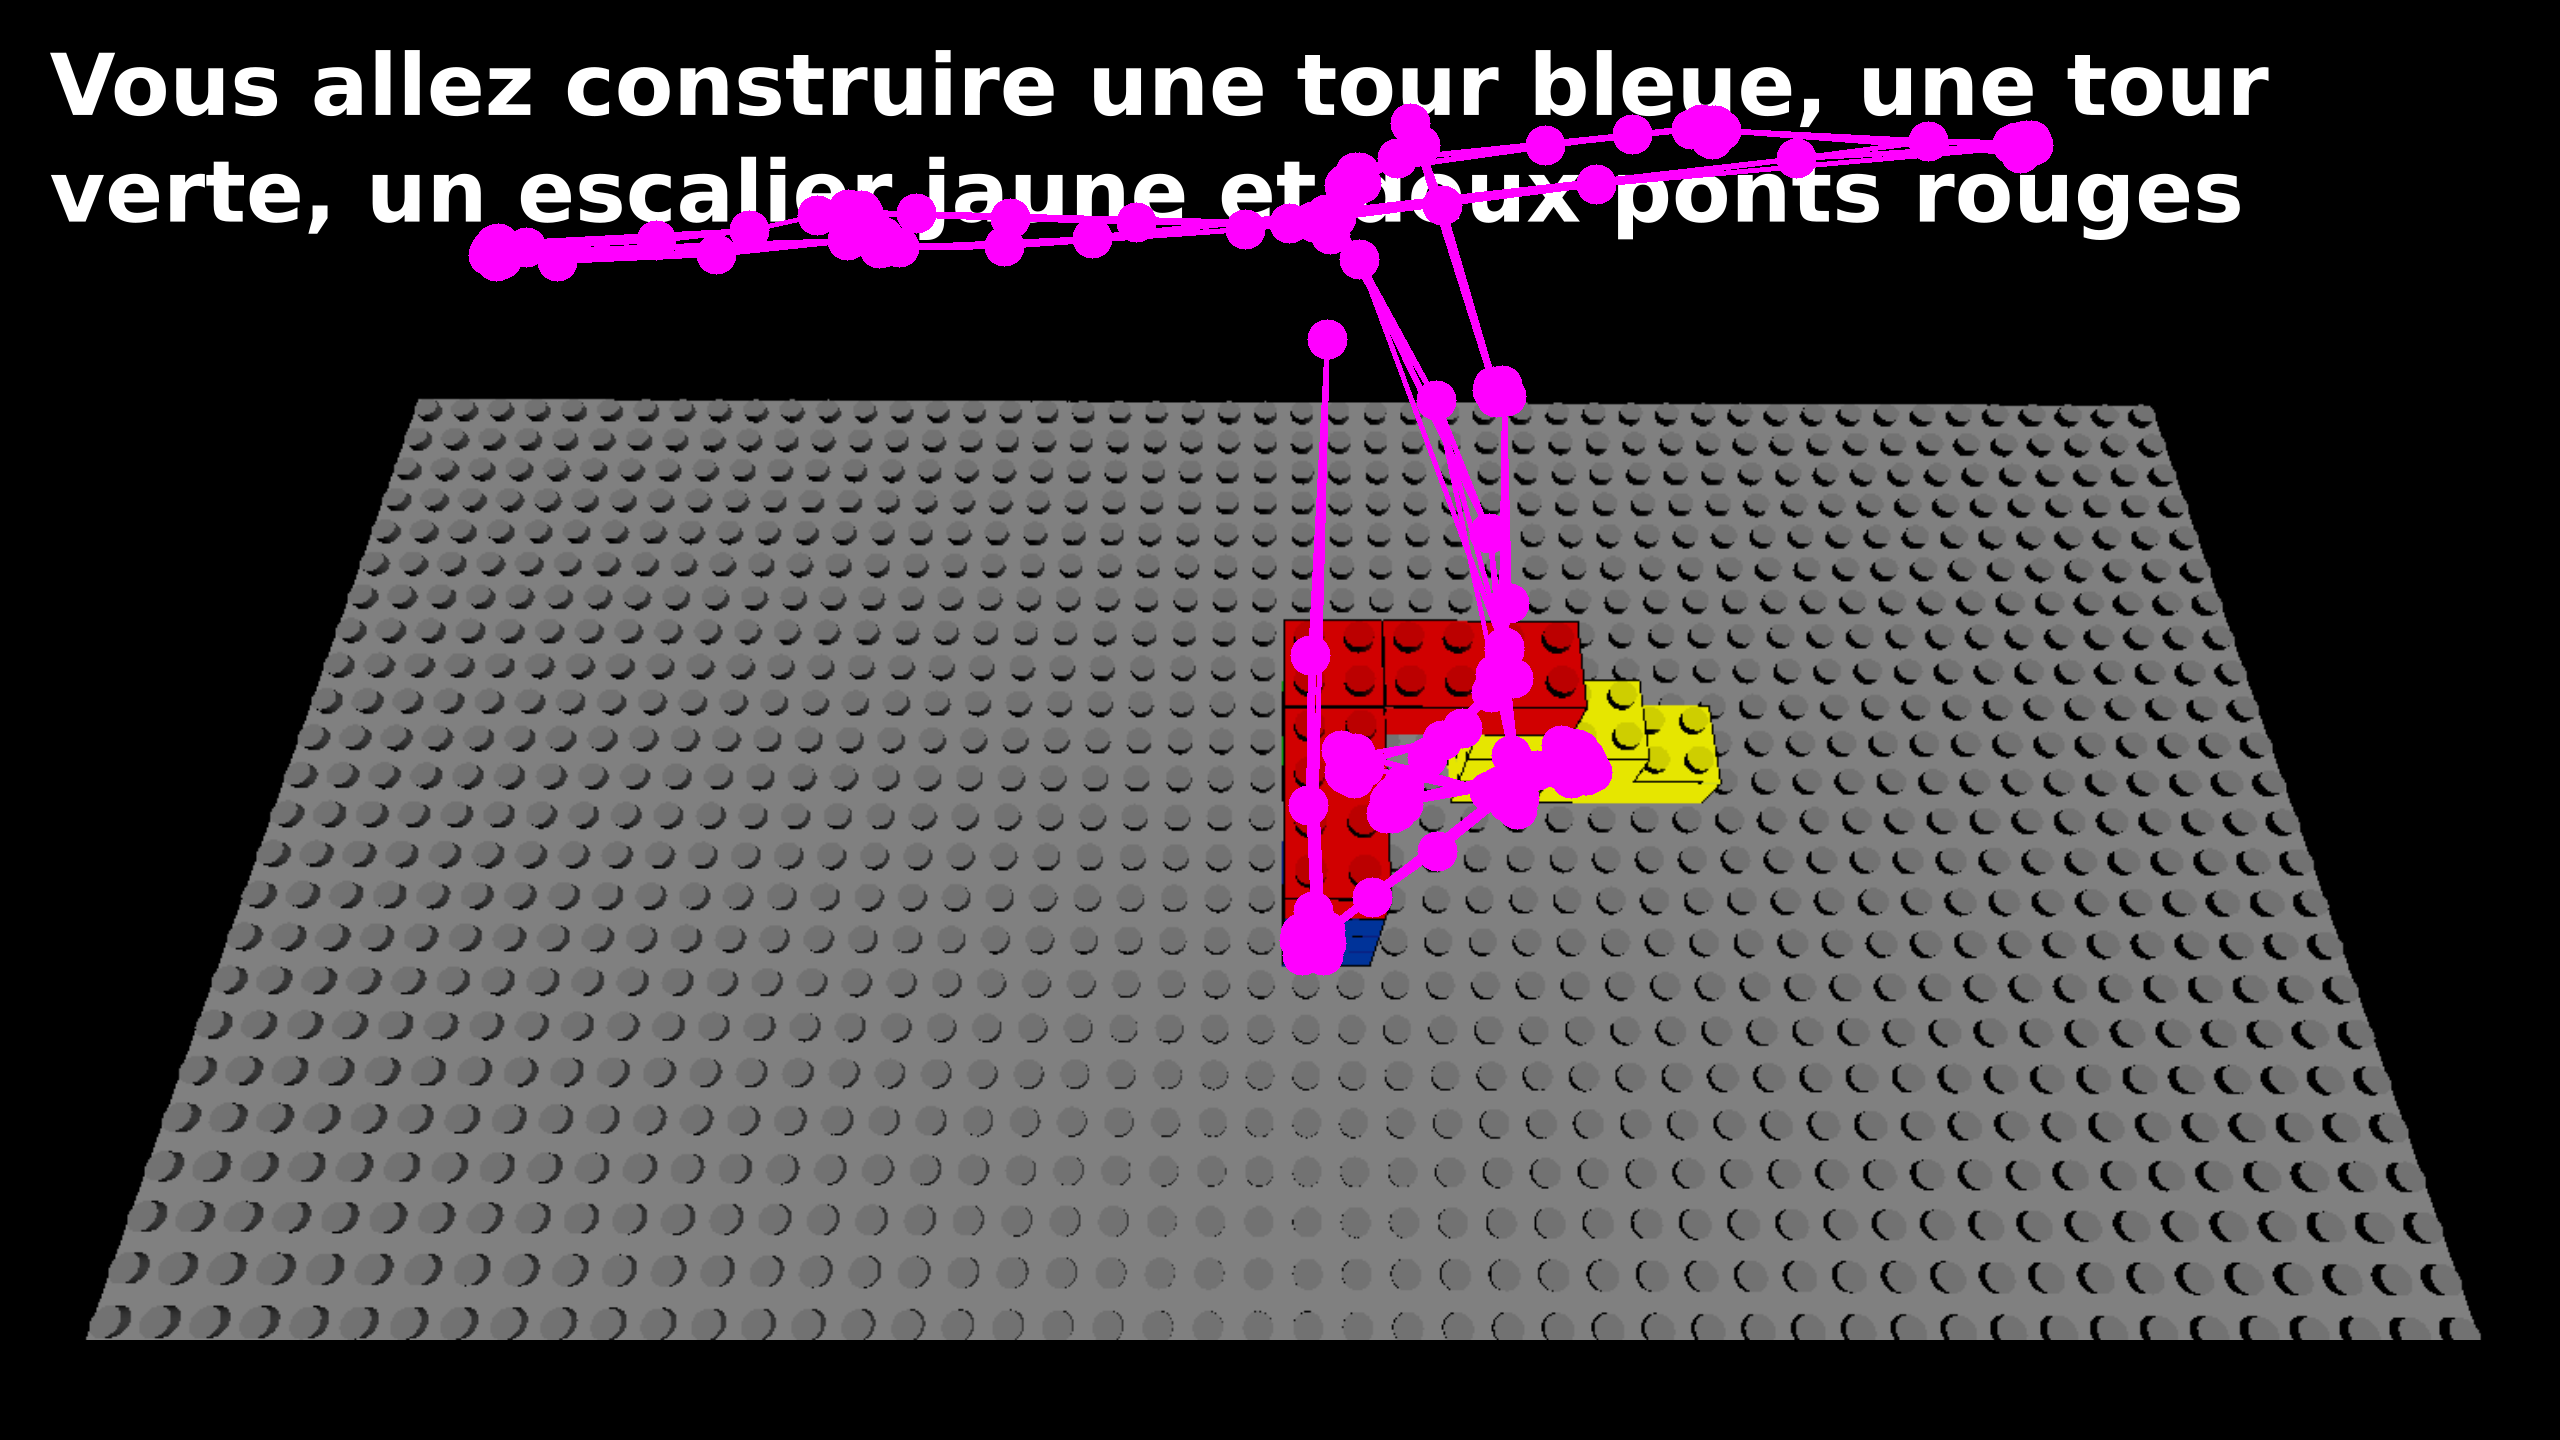 Vous allez construire une tour bleue, une tour
verte, un escalier jaune et deux ponts rouges